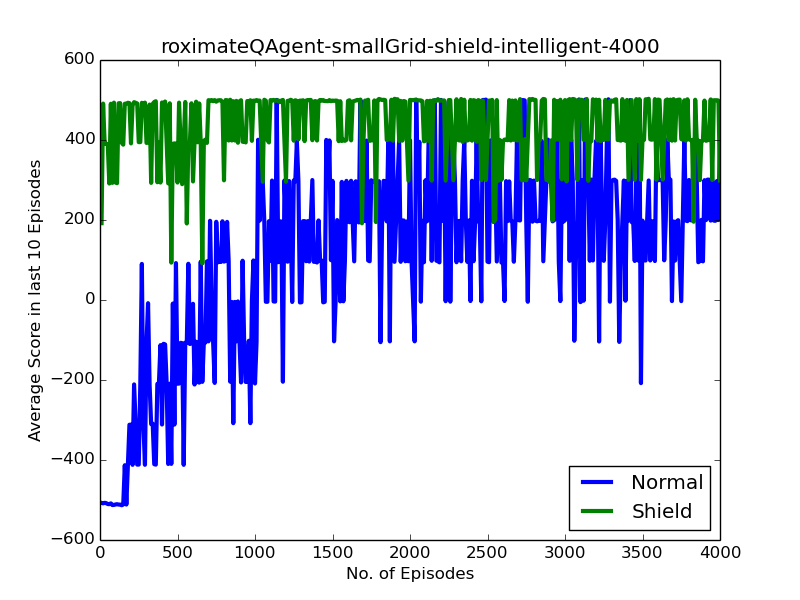 roximateQAgent-smallGrid-shield-intelligent-4000
600
400
200
0
−200
−400
−600
Average Score in last 10 Episodes
Normal
Shield
0 500 1000 1500 2000 2500 3000 3500 4000
No. of Episodes